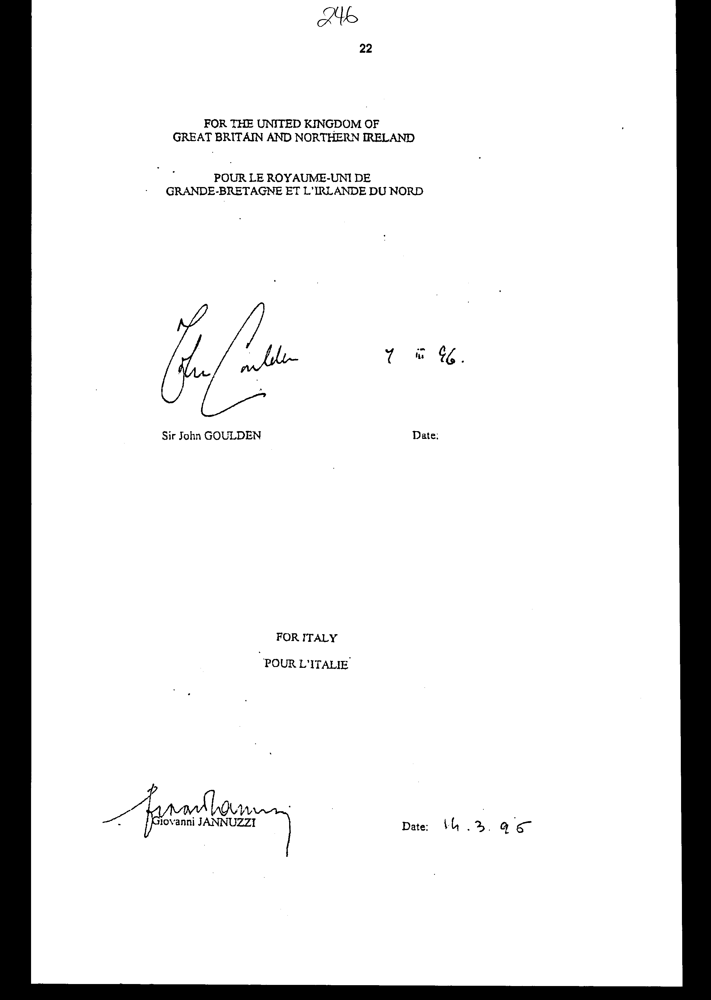 246
22
FOR THE UNITED KINGDOM OF
GREAT BRITAIN AND NORTHERN IRELAND
POUR LE ROYAUME-UNI DE
GRANDE-BRETAGNE ET L'IRLANDE DU NORD
John Goulden
7 iii 96.
Sir John GOULDEN
Date:
FOR ITALY
POUR L'ITALIE
Giovanni JANNUZZI
Date: 14.3.96